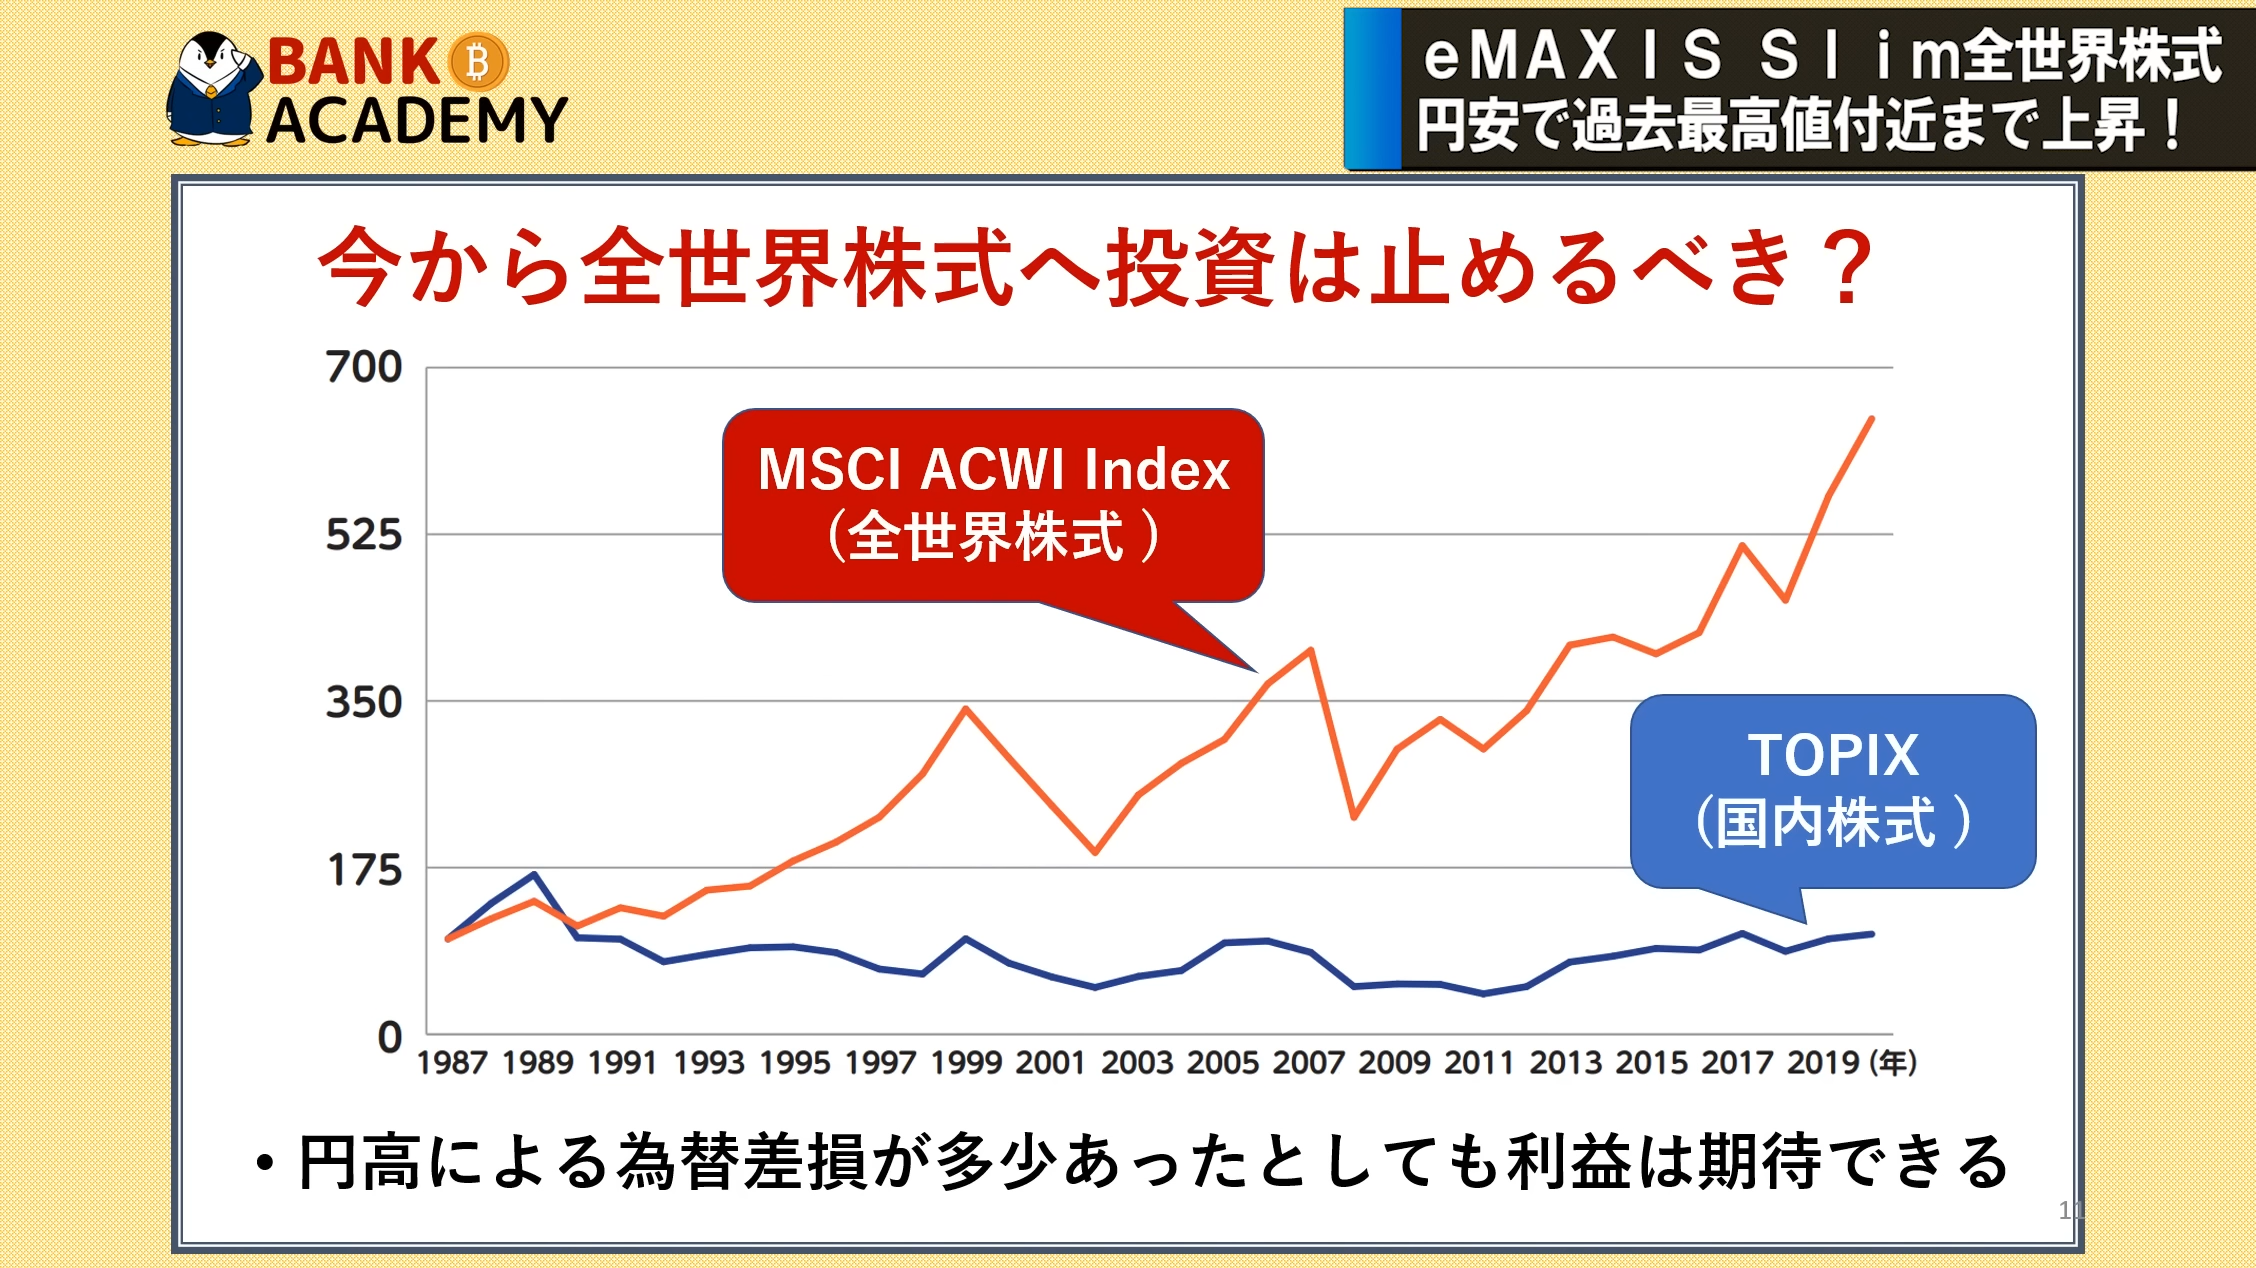 BANK
ACADEMY
eMAXIS Slim全世界株式
円安で過去最高値付近まで上昇！
今から全世界株式へ投資は止めるべき？
700
525
350
175
0
MSCI ACWI Index
(全世界株式)
TOPIX
(国内株式)
1987 1989 1991 1993 1995 1997 1999 2001 2003 2005 2007 2009 2011 2013 2015 2017 2019 (年)
・円高による為替差損が多少あったとしても利益は期待できる
11